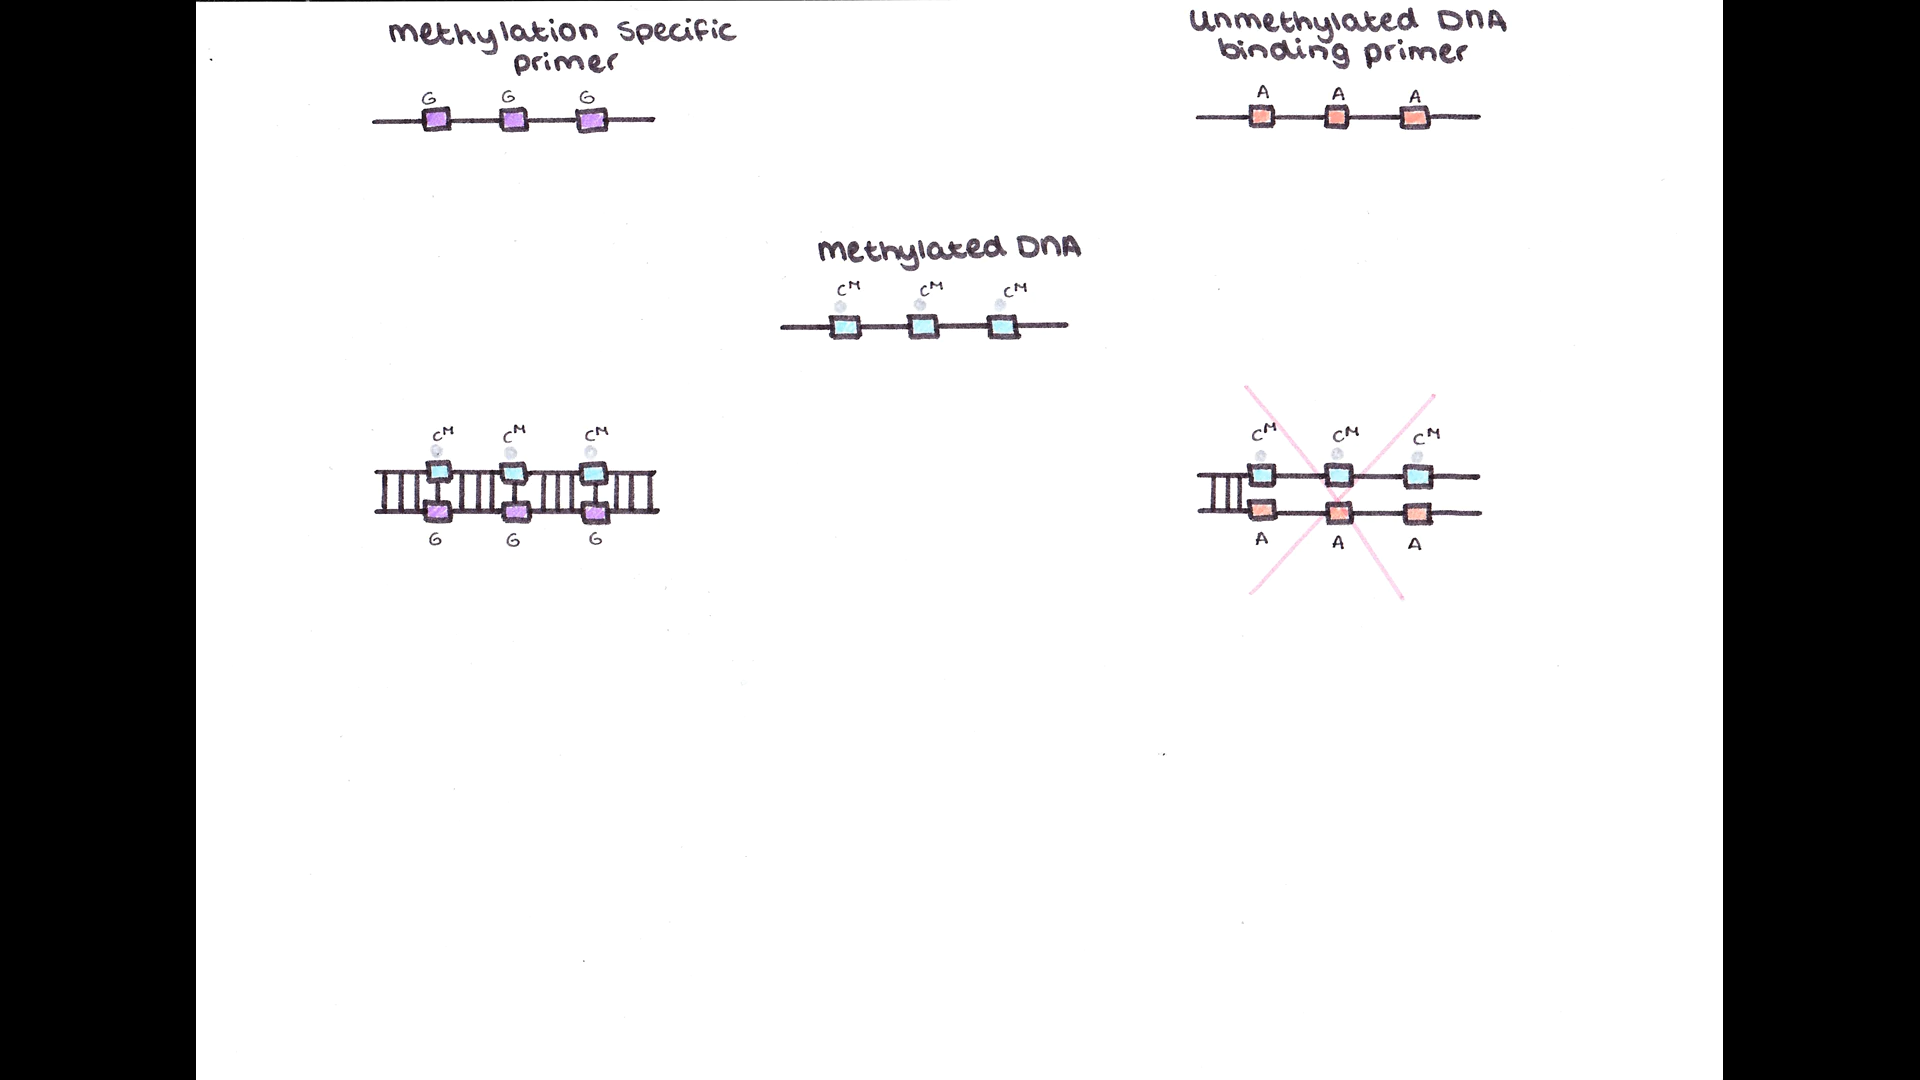 methylation specific
primer
G G G
unmethylated DNA
binding primer
A A A
methylated DNA
Cᴹ Cᴹ Cᴹ
Cᴹ Cᴹ Cᴹ
G G G
Cᴹ Cᴹ Cᴹ
A A A